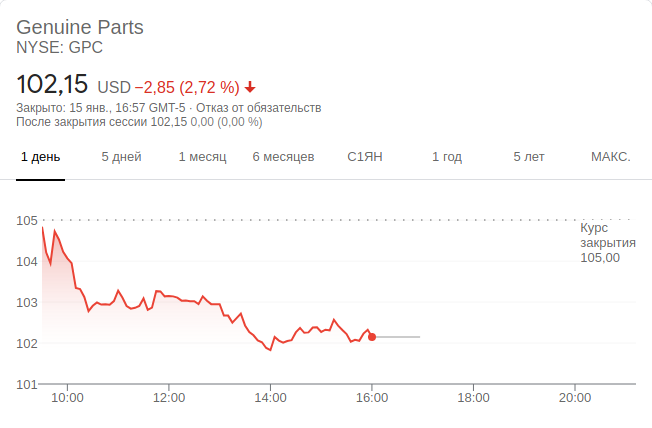 Genuine Parts
NYSE: GPC
102,15 USD −2,85 (2,72 %)
Закрыто: 15 янв., 16:57 GMT-5 · Отказ от обязательств
После закрытия сессии 102,15 0,00 (0,00 %)
1 день 5 дней 1 месяц 6 месяцев С1ЯН 1 год 5 лет МАКС.
105
Курс
закрытия
105,00
104
103
102
101
10:00 12:00 14:00 16:00 18:00 20:00